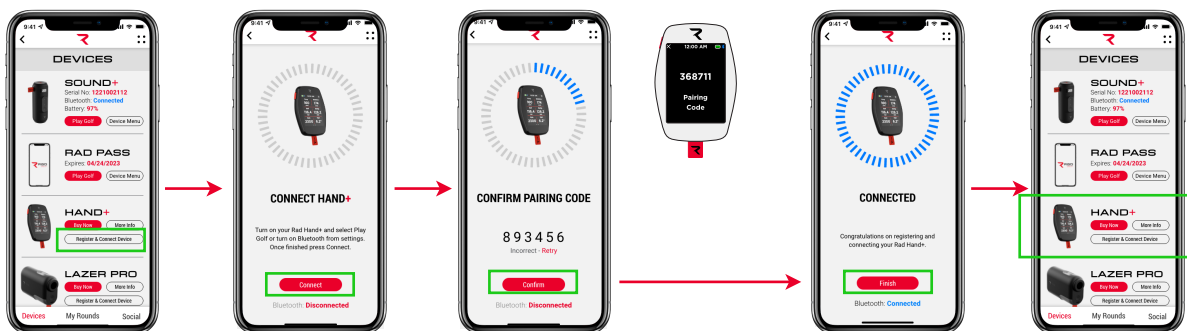 9:41
DEVICES
SOUND+
Serial No: 1221002112
Bluetooth: Connected
Battery: 97%
Play Golf
Device Menu
RAD PASS
Expires: 04/24/2023
Play Golf
Device Menu
HAND+
Buy Now
More Info
Register & Connect Device
LAZER PRO
Buy Now
More Info
Register & Connect Device
Devices
My Rounds
Social
9:41
CONNECT HAND+
Turn on your Rad Hand+ and select Play
Golf or turn on Bluetooth from settings.
Once finished press Connect.
Connect
Bluetooth: Disconnected
9:41
CONFIRM PAIRING CODE
893456
Incorrect - Retry
Confirm
Bluetooth: Disconnected
12:00 AM
368711
Pairing
Code
9:41
CONNECTED
Congratulations on registering and
connecting your Rad Hand+.
Finish
Bluetooth: Connected
9:41
DEVICES
SOUND+
Serial No: 1221002112
Bluetooth: Connected
Battery: 97%
Play Golf
Device Menu
RAD PASS
Expires: 04/24/2023
Play Golf
Device Menu
HAND+
Buy Now
More Info
Register & Connect Device
LAZER PRO
Buy Now
More Info
Register & Connect Device
Devices
My Rounds
Social